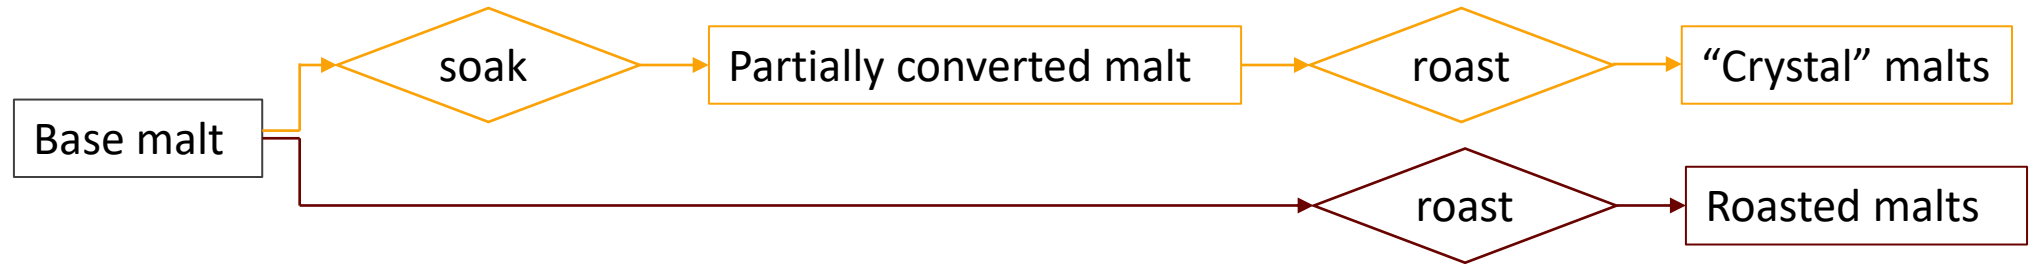 Base malt
soak
Partially converted malt
roast
“Crystal” malts
roast
Roasted malts